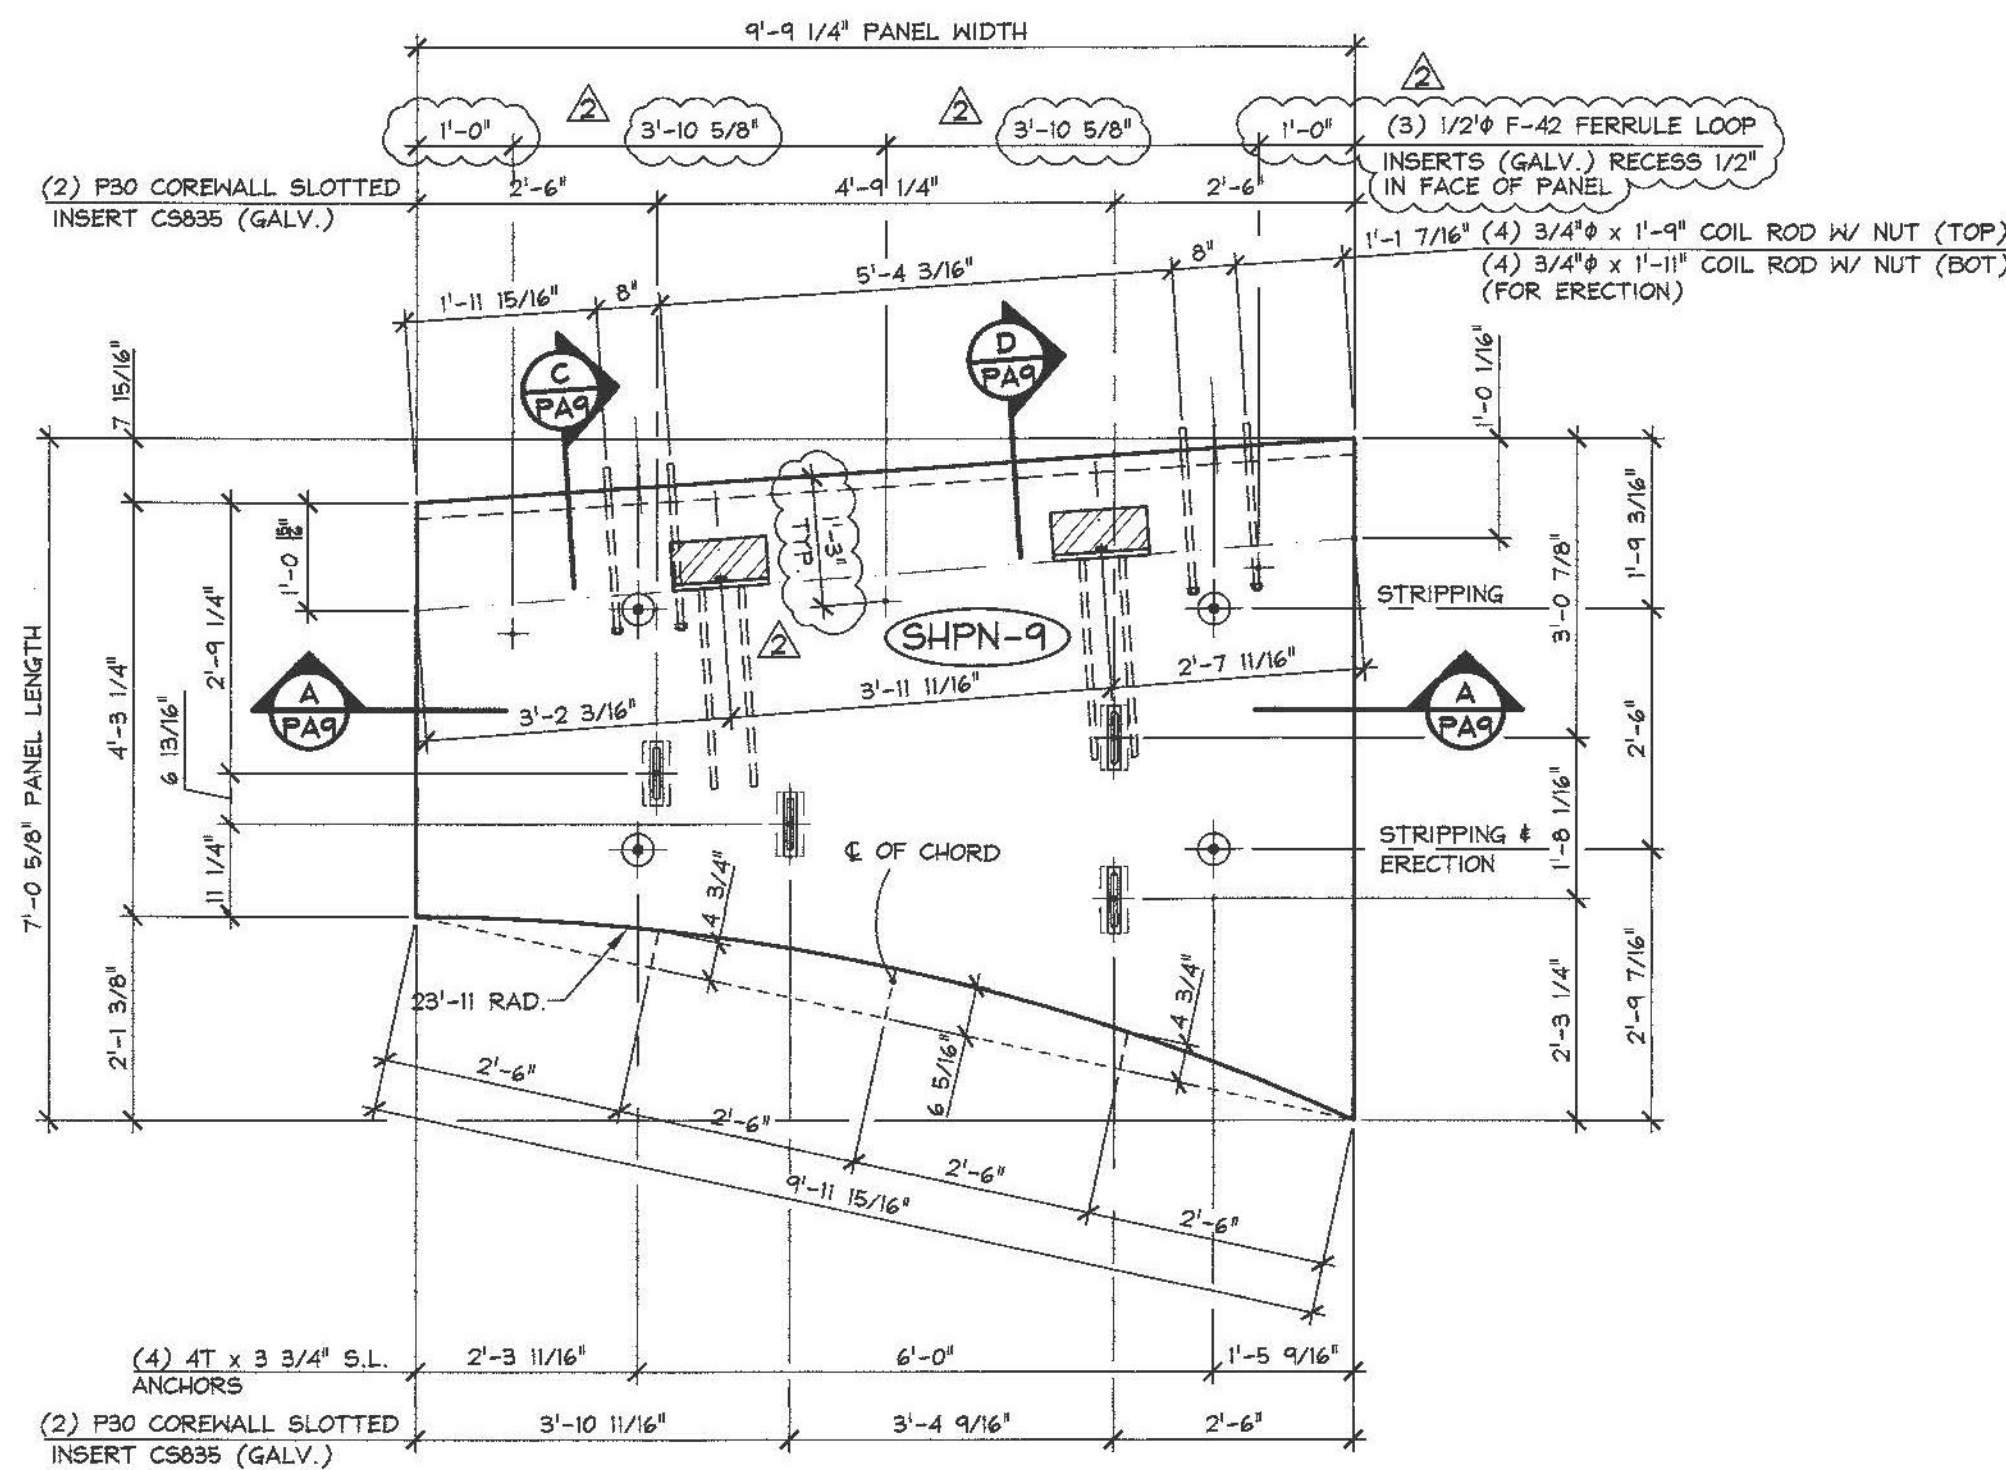 9'-9 1/4" PANEL WIDTH
2
2
2
1'-0"
3'-10 5/8"
3'-10 5/8"
1'-0"
(3) 1/2'φ F-42 FERRULE LOOP
INSERTS (GALV.) RECESS 1/2"
IN FACE OF PANEL
(2) P30 COREWALL SLOTTED
INSERT CS835 (GALV.)
2'-6"
4'-9 1/4"
2'-6"
1'-11 15/16"
8"
5'-4 3/16"
8"
1'-1 7/16"
(4) 3/4"φ x 1'-9" COIL ROD W/ NUT (TOP)
(4) 3/4"φ x 1'-11" COIL ROD W/ NUT (BOT)
(FOR ERECTION)
C
PA9
D
PA9
7 15/16"
1'-0 1/16"
1'-0 15/16"
2'-9 1/4"
4'-3 1/4"
7'-0 5/8" PANEL LENGTH
6 13/16"
11 1/4"
2'-1 3/8"
1'-3"
TYP.
2
SHPN-9
STRIPPING
3'-0 7/8"
1'-9 3/16"
2'-6"
A
PA9
3'-2 3/16"
3'-11 11/16"
2'-7 11/16"
A
PA9
STRIPPING &
ERECTION
1'-8 1/16"
2'-3 1/4"
2'-9 7/16"
℄ OF CHORD
4 3/4"
6 5/16"
4 3/4"
23'-11 RAD.
2'-6"
2'-6"
2'-6"
2'-6"
9'-11 15/16"
(4) 4T x 3 3/4" S.L.
ANCHORS
2'-3 11/16"
6'-0"
1'-5 9/16"
(2) P30 COREWALL SLOTTED
INSERT CS835 (GALV.)
3'-10 11/16"
3'-4 9/16"
2'-6"